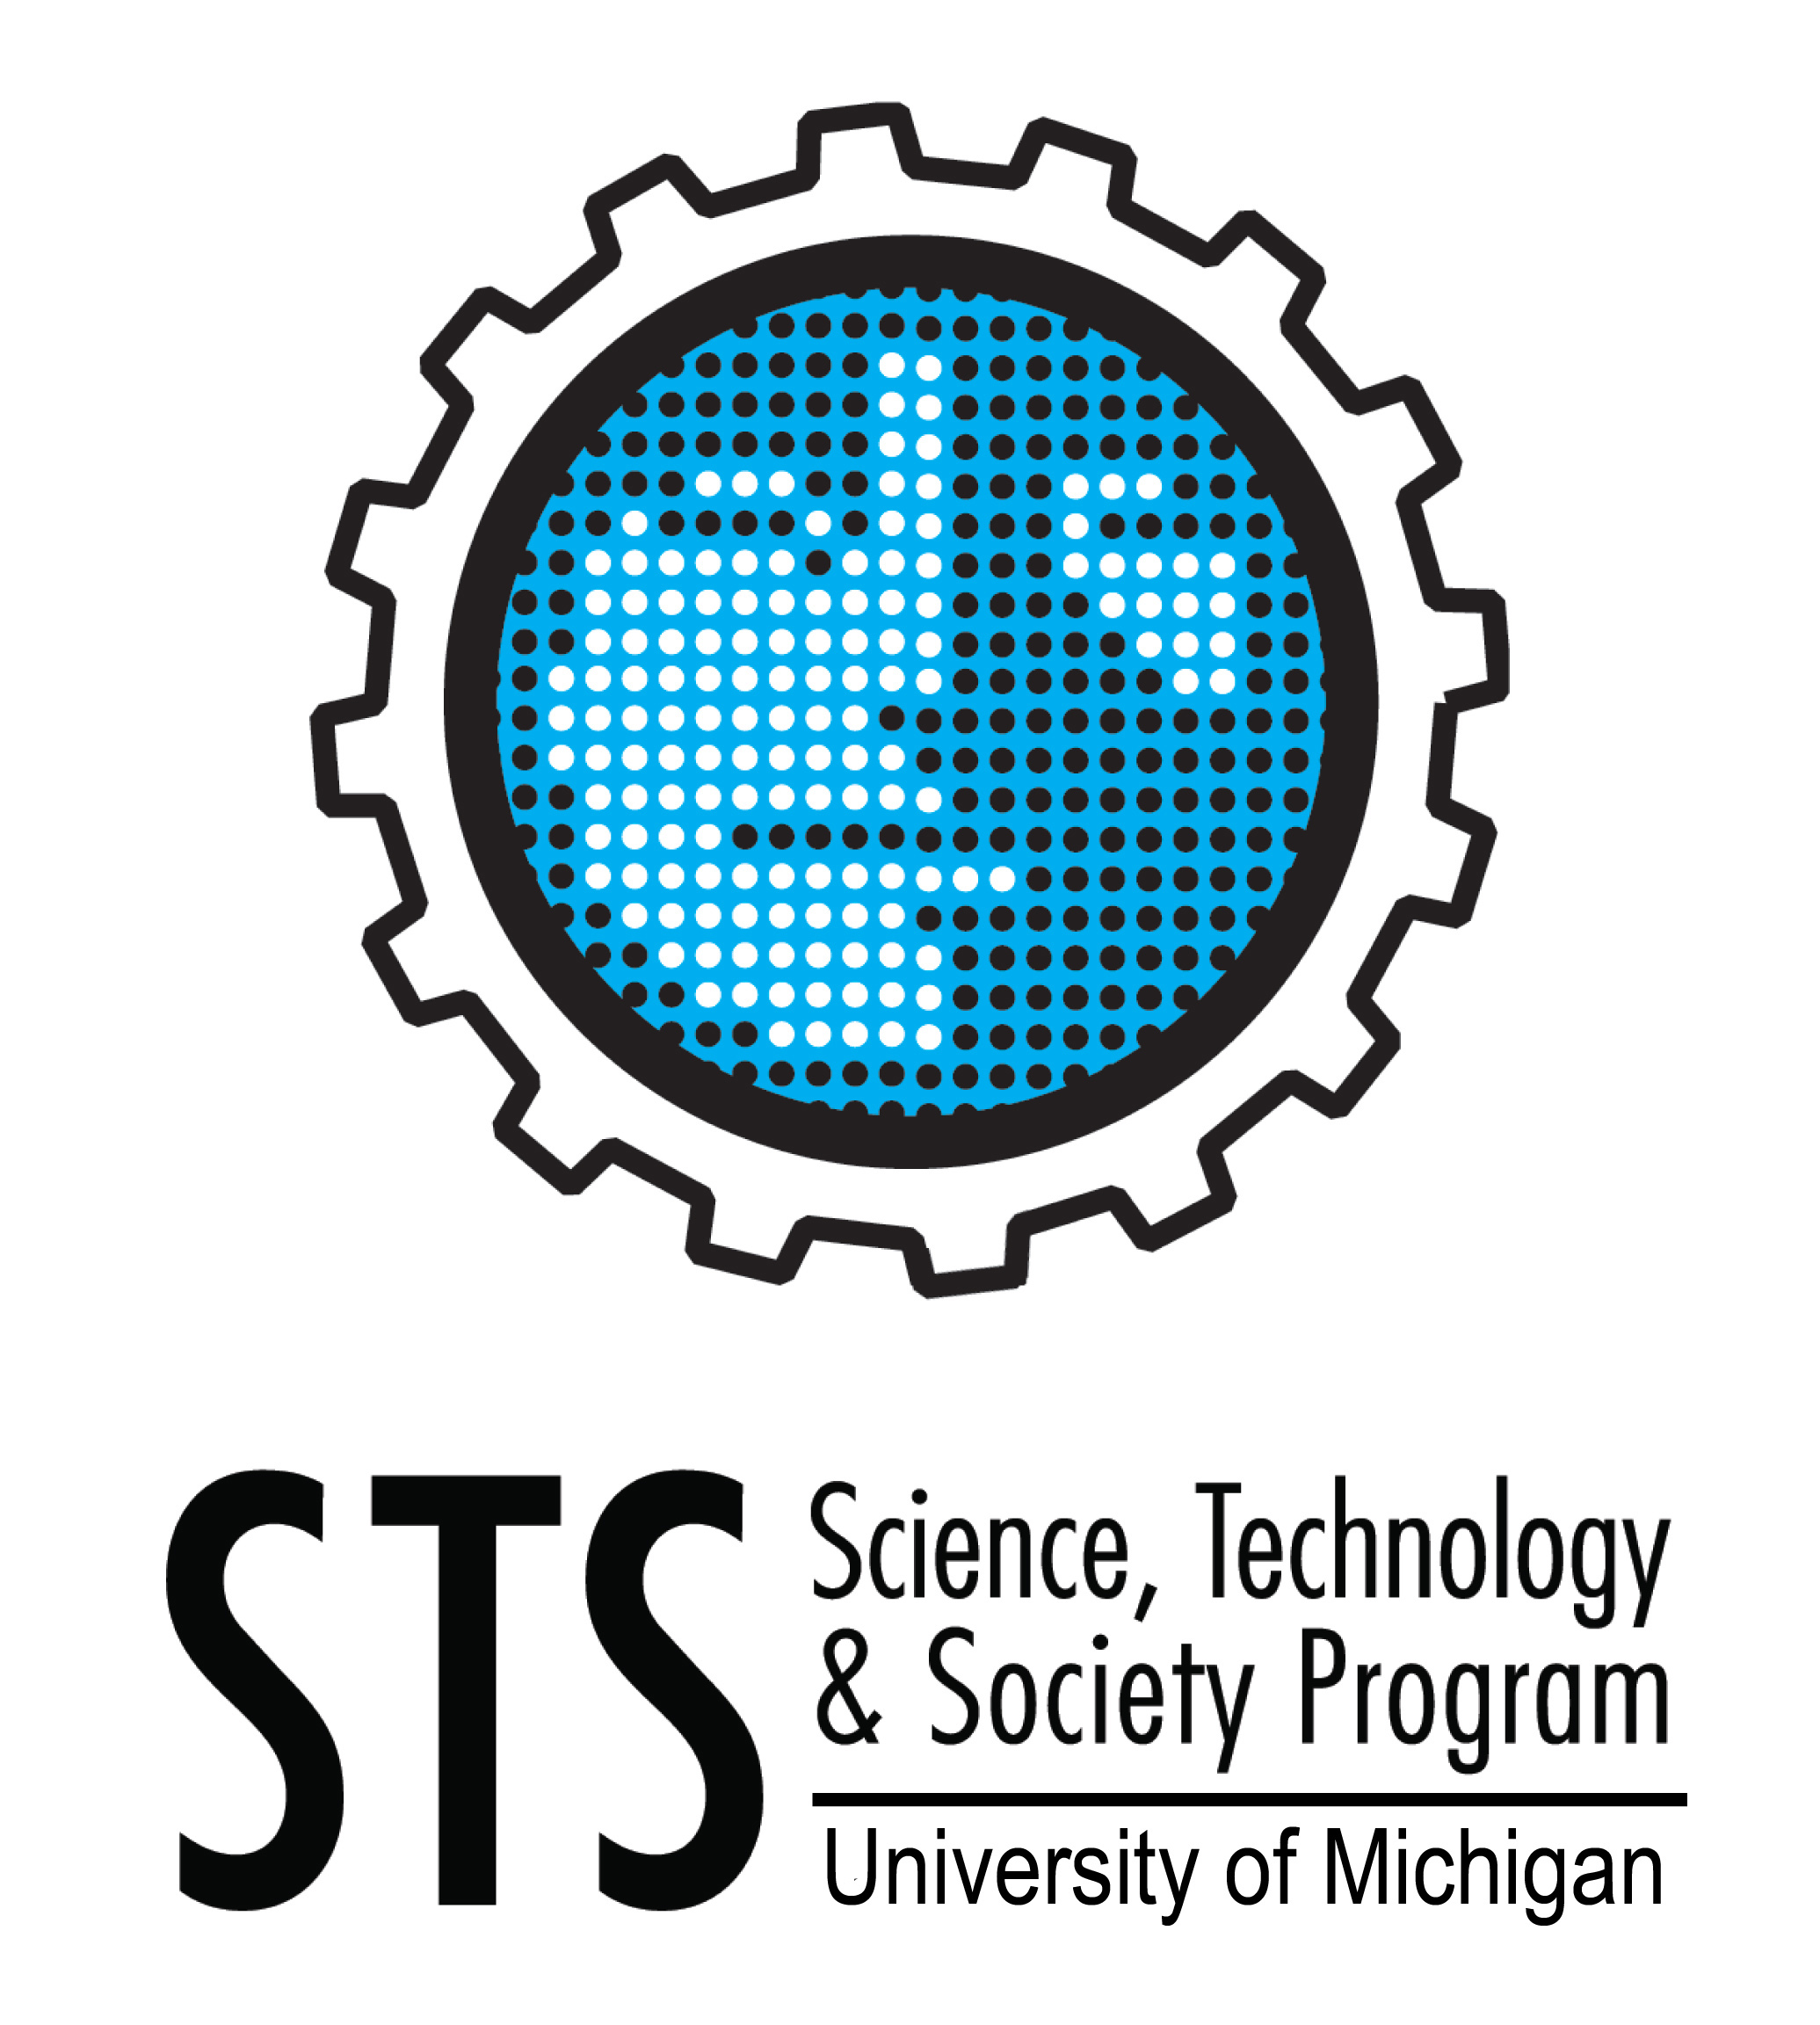 STS
Science, Technology
& Society Program
University of Michigan